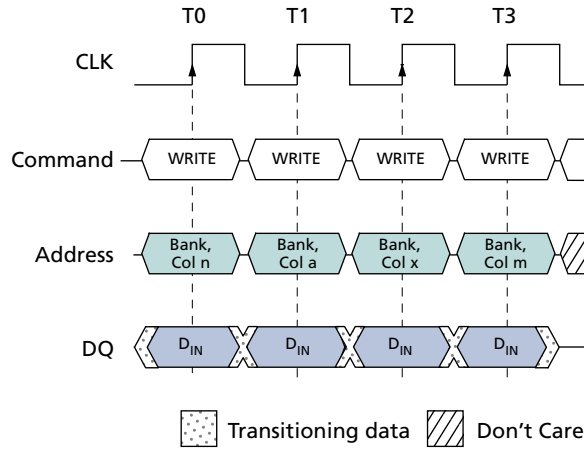 T0 T1 T2 T3
CLK
Command WRITE WRITE WRITE WRITE
Address Bank, Col n Bank, Col a Bank, Col x Bank, Col m
DQ DIN DIN DIN DIN
Transitioning data Don't Care